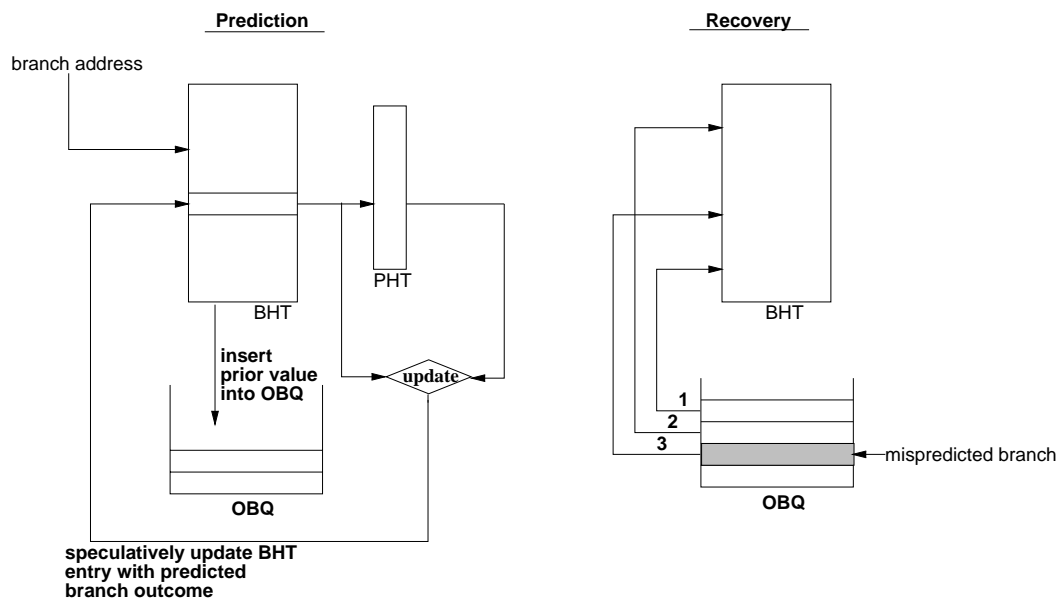 Prediction
branch address
BHT
PHT
insert
prior value
into OBQ
update
OBQ
speculatively update BHT
entry with predicted
branch outcome
Recovery
BHT
1
2
3
mispredicted branch
OBQ